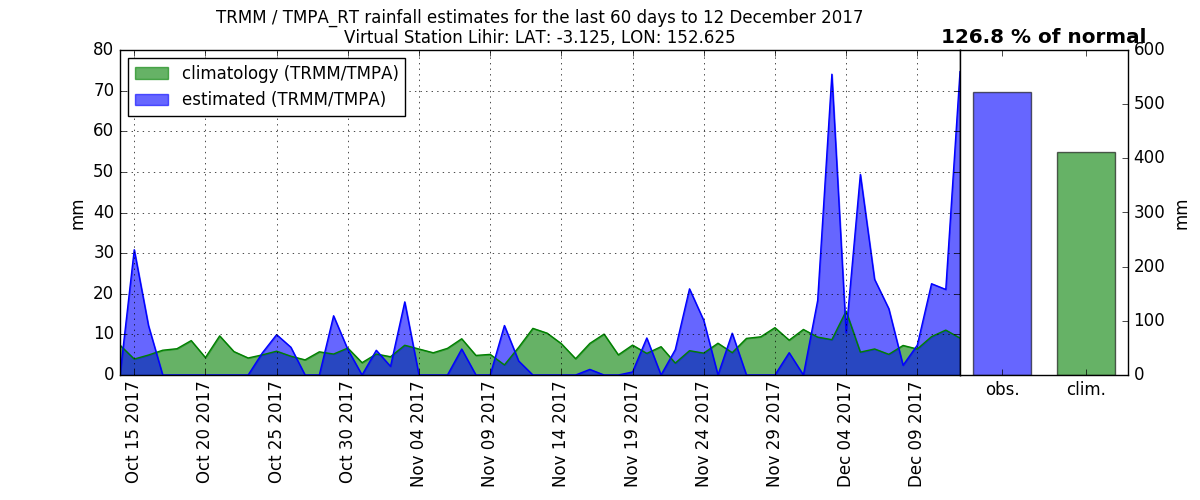 TRMM / TMPA_RT rainfall estimates for the last 60 days to 12 December 2017
Virtual Station Lihir: LAT: -3.125, LON: 152.625
126.8 % of normal
climatology (TRMM/TMPA)
estimated (TRMM/TMPA)
mm
80
70
60
50
40
30
20
10
0
Oct 15 2017
Oct 20 2017
Oct 25 2017
Oct 30 2017
Nov 04 2017
Nov 09 2017
Nov 14 2017
Nov 19 2017
Nov 24 2017
Nov 29 2017
Dec 04 2017
Dec 09 2017
obs.
clim.
600
500
400
300
200
100
0
mm